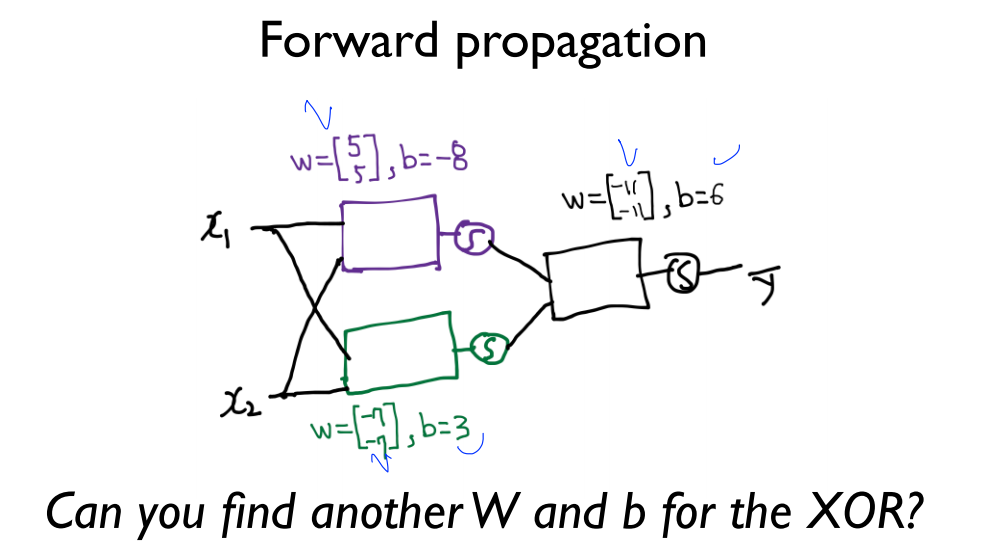 Forward propagation
w=[5 5], b=-8
w=[-11 -11], b=6
x₁
S
S
S
ȳ
x₂
w=[-7 -7], b=3
Can you find another W and b for the XOR?